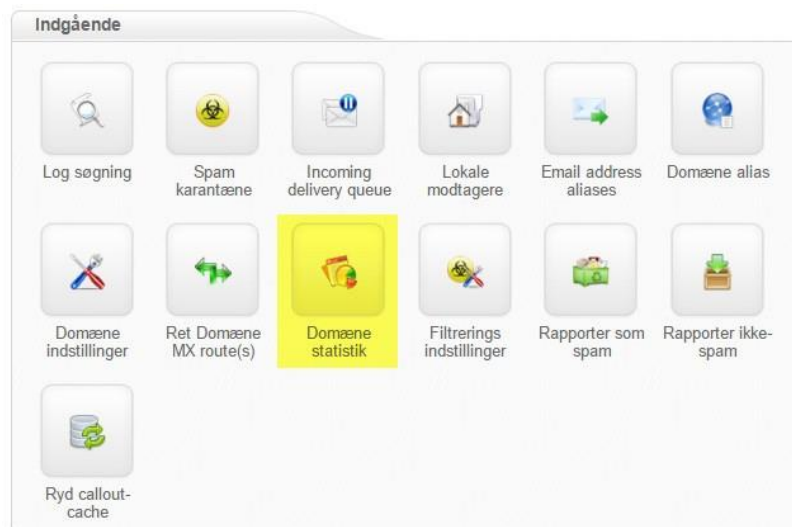 Indgående
Log søgning
Spam
karantæne
Incoming
delivery queue
Lokale
modtagere
Email address
aliases
Domæne alias
Domæne
indstillinger
Ret Domæne
MX route(s)
Domæne
statistik
Filtrerings
indstillinger
Rapporter som
spam
Rapporter ikke-
spam
Ryd callout-
cache